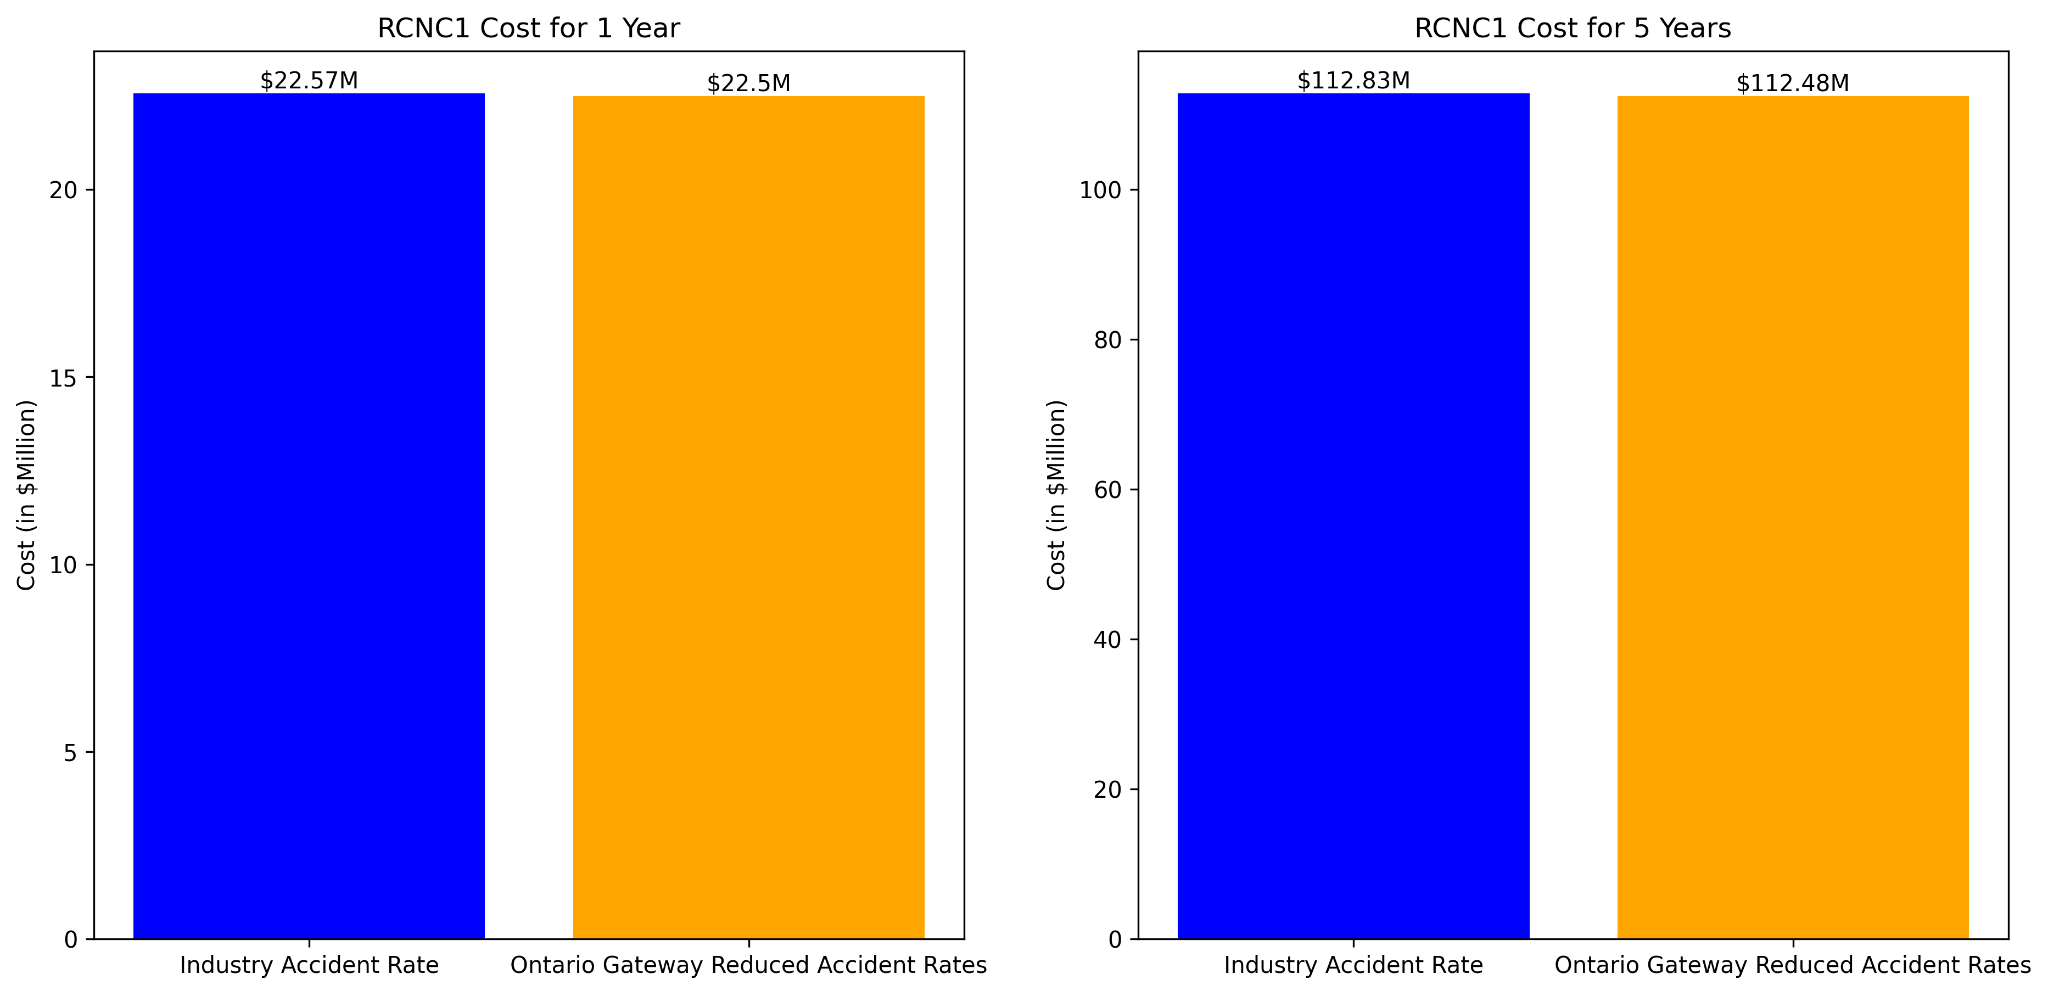 RCNC1 Cost for 1 Year
Cost (in $Million)
20
15
10
5
0
$22.57M
$22.5M
Industry Accident Rate
Ontario Gateway Reduced Accident Rates
RCNC1 Cost for 5 Years
Cost (in $Million)
100
80
60
40
20
0
$112.83M
$112.48M
Industry Accident Rate
Ontario Gateway Reduced Accident Rates